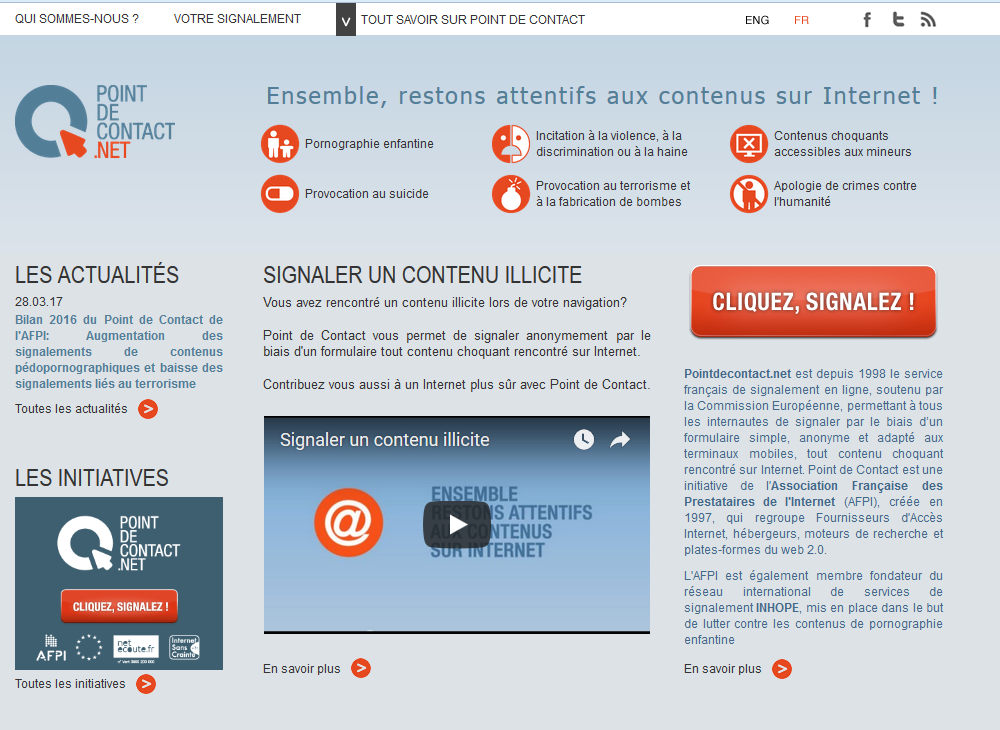 QUI SOMMES-NOUS ?
VOTRE SIGNALEMENT
v TOUT SAVOIR SUR POINT DE CONTACT
ENG
FR
POINT
DE
CONTACT
.NET
Ensemble, restons attentifs aux contenus sur Internet !
Pornographie enfantine
Incitation à la violence, à la
discrimination ou à la haine
Contenus choquants
accessibles aux mineurs
Provocation au suicide
Provocation au terrorisme et
à la fabrication de bombes
Apologie de crimes contre
l'humanité
LES ACTUALITÉS
28.03.17
Bilan 2016 du Point de Contact de
l'AFPI: Augmentation des
signalements de contenus
pédopornographiques et baisse des
signalements liés au terrorisme
Toutes les actualités >
LES INITIATIVES
POINT
DE
CONTACT
.NET
CLIQUEZ, SIGNALEZ !
AFPI
net
ecoute.fr
Internet
Sans
Crainte
Toutes les initiatives >
SIGNALER UN CONTENU ILLICITE
Vous avez rencontré un contenu illicite lors de votre navigation?
Point de Contact vous permet de signaler anonymement par le
biais d'un formulaire tout contenu choquant rencontré sur Internet.
Contribuez vous aussi à un Internet plus sûr avec Point de Contact.
Signaler un contenu illicite
@
ENSEMBLE
RESTONS ATTENTIFS
AUX CONTENUS
SUR INTERNET
En savoir plus >
CLIQUEZ, SIGNALEZ !
Pointdecontact.net est depuis 1998 le service
français de signalement en ligne, soutenu par
la Commission Européenne, permettant à tous
les internautes de signaler par le biais d'un
formulaire simple, anonyme et adapté aux
terminaux mobiles, tout contenu choquant
rencontré sur Internet. Point de Contact est une
initiative de l'Association Française des
Prestataires de l'Internet (AFPI), créée en
1997, qui regroupe Fournisseurs d'Accès
Internet, hébergeurs, moteurs de recherche et
plates-formes du web 2.0.
L'AFPI est également membre fondateur du
réseau international de services de
signalement INHOPE, mis en place dans le but
de lutter contre les contenus de pornographie
enfantine
En savoir plus >